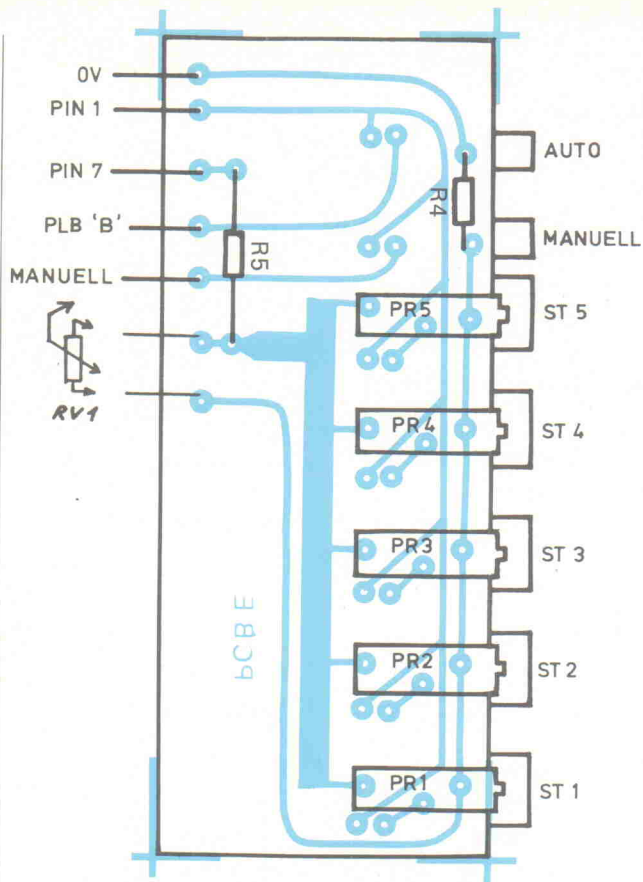 0V
PIN 1
PIN 7
PLB 'B'
MANUELL
RV1
R5
R4
AUTO
MANUELL
PR5
ST 5
PR4
ST 4
PR3
ST 3
PR2
ST 2
PR1
ST 1
PCB E